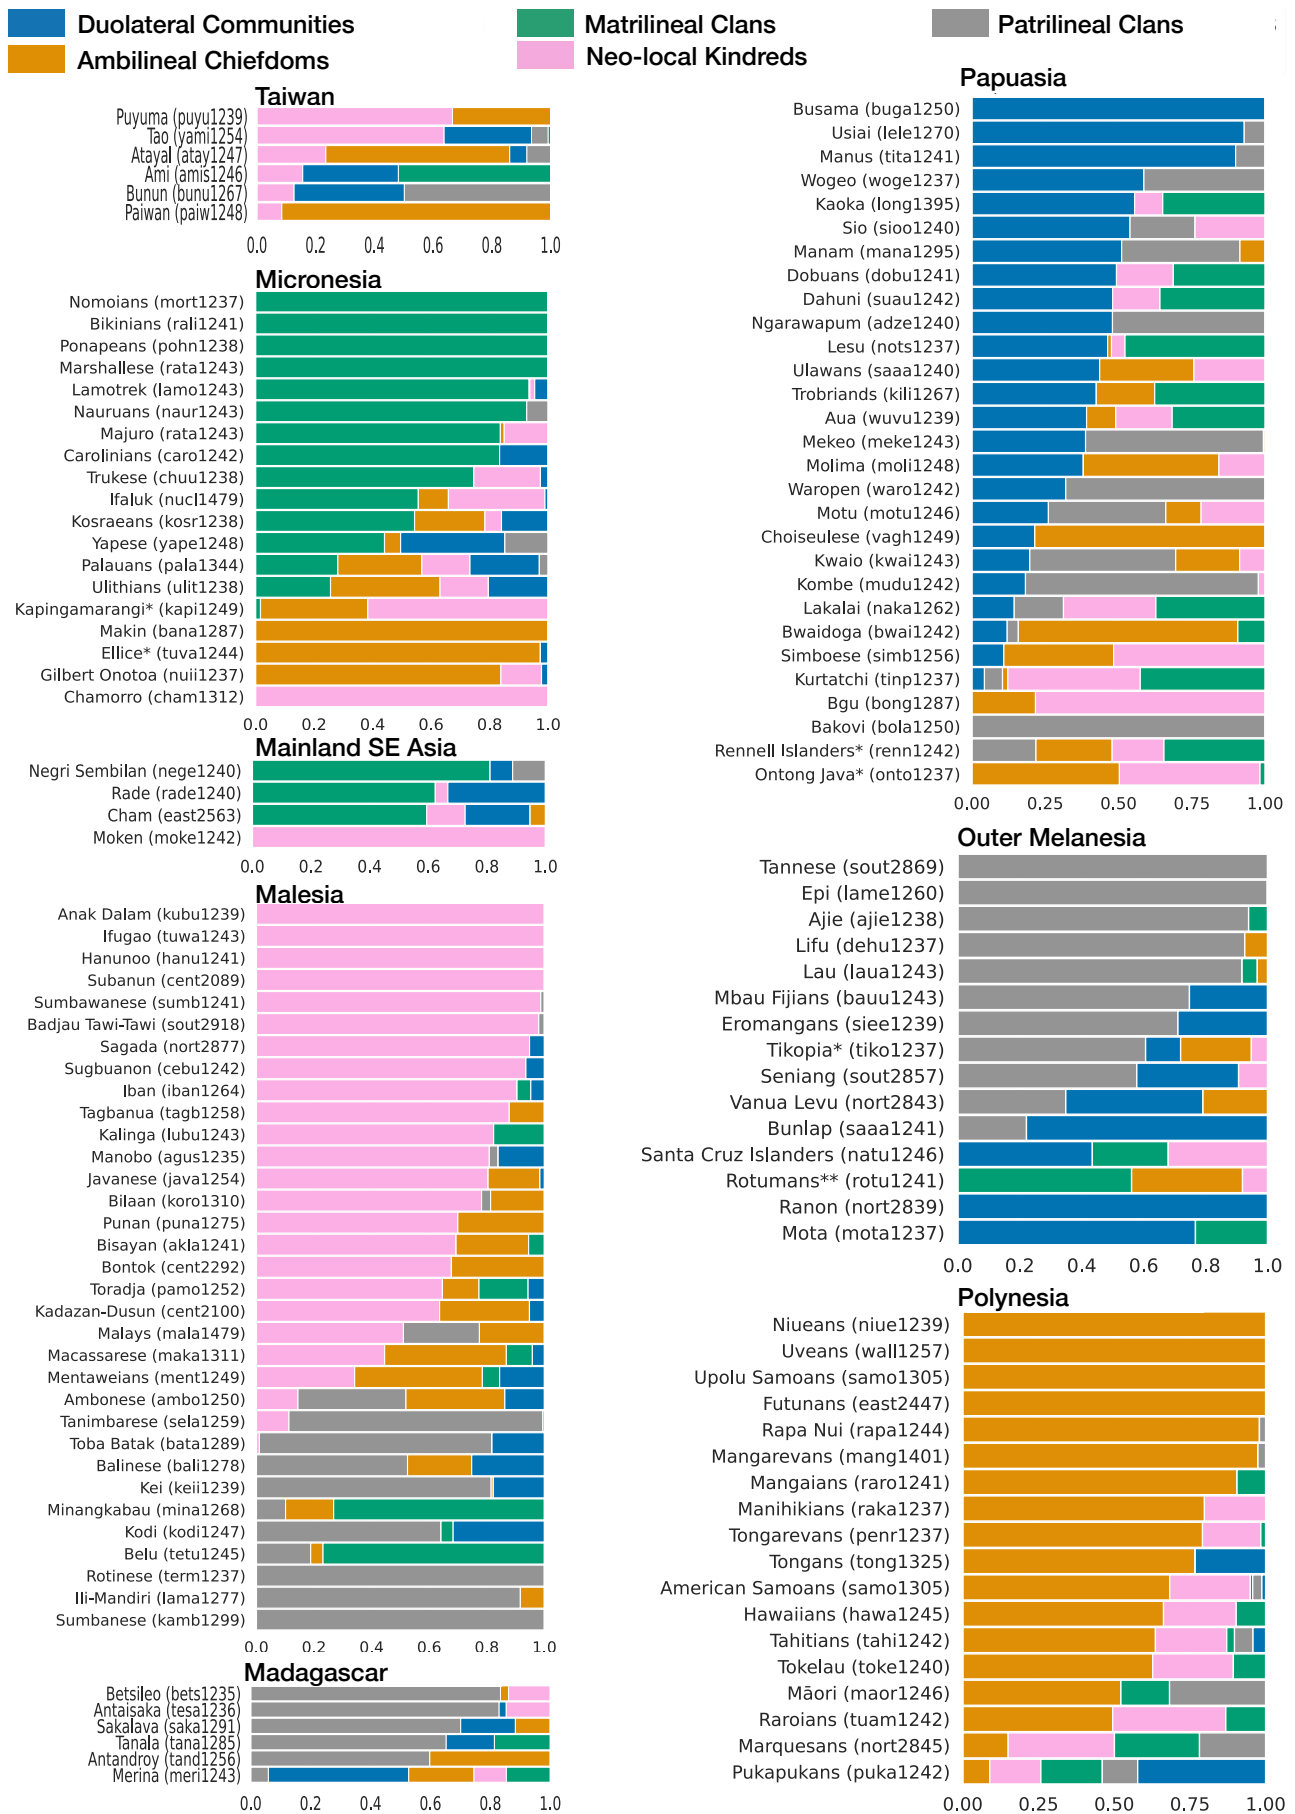 Duolateral Communities
Matrilineal Clans
Patrilineal Clans
Ambilineal Chiefdoms
Neo-local Kindreds
Taiwan
Puyuma (puyu1239)
Tao (yami1254)
Atayal (atay1247)
Ami (amis1246)
Bunun (bunu1267)
Paiwan (paiw1248)
0.0 0.2 0.4 0.6 0.8 1.0
Micronesia
Nomoians (mort1237)
Bikinians (rali1241)
Ponapeans (pohn1238)
Marshallese (rata1243)
Lamotrek (lamo1243)
Nauruans (naur1243)
Majuro (rata1243)
Carolinians (caro1242)
Trukese (chuu1238)
Ifaluk (nucl1479)
Kosraeans (kosr1238)
Yapese (yape1248)
Palauans (pala1344)
Ulithians (ulit1238)
Kapingamarangi* (kapi1249)
Makin (bana1287)
Ellice* (tuva1244)
Gilbert Onotoa (nuii1237)
Chamorro (cham1312)
0.0 0.2 0.4 0.6 0.8 1.0
Mainland SE Asia
Negri Sembilan (nege1240)
Rade (rade1240)
Cham (east2563)
Moken (moke1242)
0.0 0.2 0.4 0.6 0.8 1.0
Malesia
Anak Dalam (kubu1239)
Ifugao (tuwa1243)
Hanunoo (hanu1241)
Subanun (cent2089)
Sumbawanese (sumb1241)
Badjau Tawi-Tawi (sout2918)
Sagada (nort2877)
Sugbuanon (cebu1242)
Iban (iban1264)
Tagbanua (tagb1258)
Kalinga (lubu1243)
Manobo (agus1235)
Javanese (java1254)
Bilaan (koro1310)
Punan (puna1275)
Bisayan (akla1241)
Bontok (cent2292)
Toradja (pamo1252)
Kadazan-Dusun (cent2100)
Malays (mala1479)
Macassarese (maka1311)
Mentaweians (ment1249)
Ambonese (ambo1250)
Tanimbarese (sela1259)
Toba Batak (bata1289)
Balinese (bali1278)
Kei (keii1239)
Minangkabau (mina1268)
Kodi (kodi1247)
Belu (tetu1245)
Rotinese (term1237)
Ili-Mandiri (lama1277)
Sumbanese (kamb1299)
0.0 0.2 0.4 0.6 0.8 1.0
Madagascar
Betsileo (bets1235)
Antaisaka (tesa1236)
Sakalava (saka1291)
Tanala (tana1285)
Antandroy (tand1256)
Merina (meri1243)
0.0 0.2 0.4 0.6 0.8 1.0
Papuasia
Busama (buga1250)
Usiai (lele1270)
Manus (tita1241)
Wogeo (woge1237)
Kaoka (long1395)
Sio (sioo1240)
Manam (mana1295)
Dobuans (dobu1241)
Dahuni (suau1242)
Ngarawapum (adze1240)
Lesu (nots1237)
Ulawans (saaa1240)
Trobriands (kili1267)
Aua (wuvu1239)
Mekeo (meke1243)
Molima (moli1248)
Waropen (waro1242)
Motu (motu1246)
Choiseulese (vagh1249)
Kwaio (kwai1243)
Kombe (mudu1242)
Lakalai (naka1262)
Bwaidoga (bwai1242)
Simboese (simb1256)
Kurtatchi (tinp1237)
Bgu (bong1287)
Bakovi (bola1250)
Rennell Islanders* (renn1242)
Ontong Java* (onto1237)
0.00 0.25 0.50 0.75 1.00
Outer Melanesia
Tannese (sout2869)
Epi (lame1260)
Ajie (ajie1238)
Lifu (dehu1237)
Lau (laua1243)
Mbau Fijians (bauu1243)
Eromangans (siee1239)
Tikopia* (tiko1237)
Seniang (sout2857)
Vanua Levu (nort2843)
Bunlap (saaa1241)
Santa Cruz Islanders (natu1246)
Rotumans** (rotu1241)
Ranon (nort2839)
Mota (mota1237)
0.0 0.2 0.4 0.6 0.8 1.0
Polynesia
Niueans (niue1239)
Uveans (wall1257)
Upolu Samoans (samo1305)
Futunans (east2447)
Rapa Nui (rapa1244)
Mangarevans (mang1401)
Mangaians (raro1241)
Manihikians (raka1237)
Tongarevans (penr1237)
Tongans (tong1325)
American Samoans (samo1305)
Hawaiians (hawa1245)
Tahitians (tahi1242)
Tokelau (toke1240)
Māori (maor1246)
Raroians (tuam1242)
Marquesans (nort2845)
Pukapukans (puka1242)
0.00 0.25 0.50 0.75 1.00